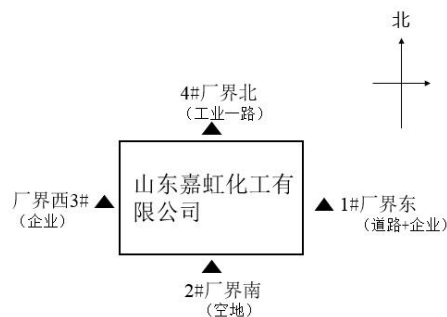 北
4#厂界北
（工业一路）
山东嘉虹化工有
限公司
厂界西3#
（企业）
1#厂界东
（道路+企业）
2#厂界南
（空地）